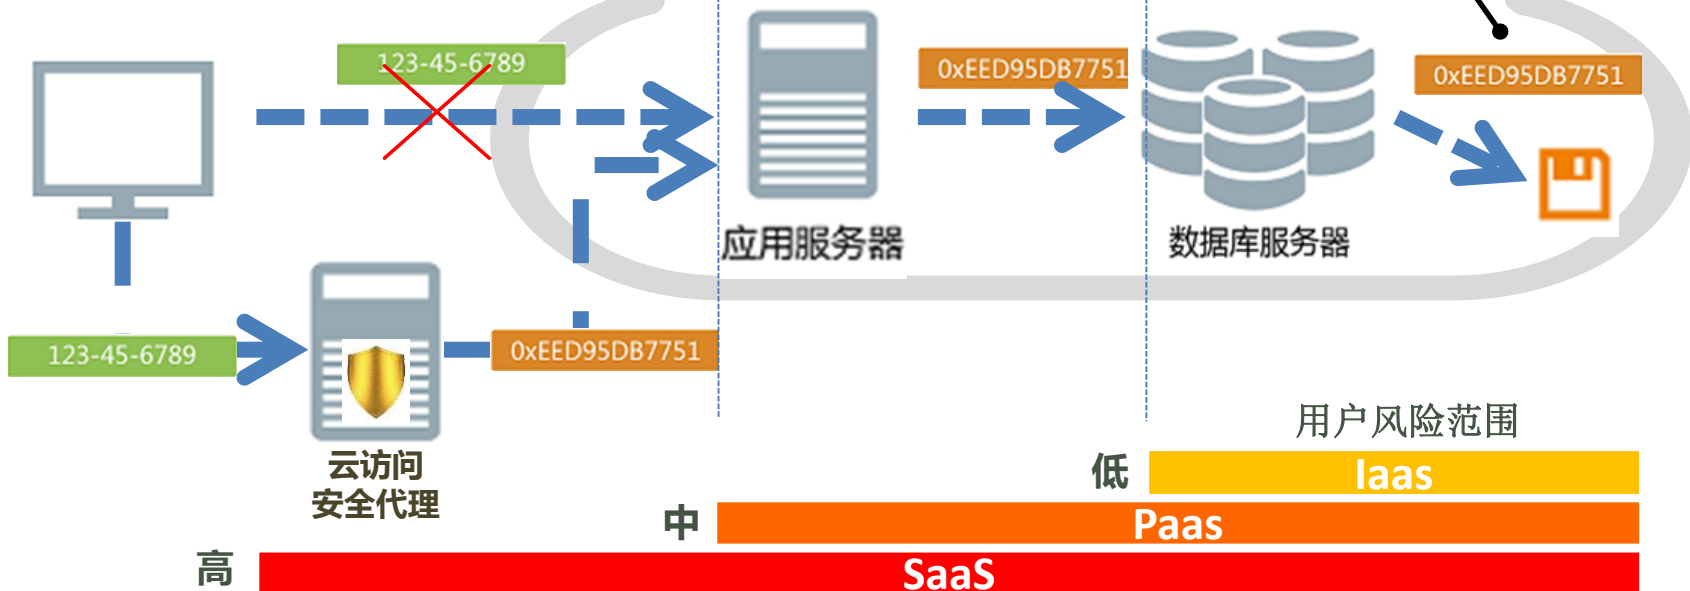 123-45-6789
0xEED95DB7751
0xEED95DB7751
应用服务器
数据库服务器
123-45-6789
0xEED95DB7751
云访问
安全代理
用户风险范围
低
Iaas
中
Paas
高
SaaS